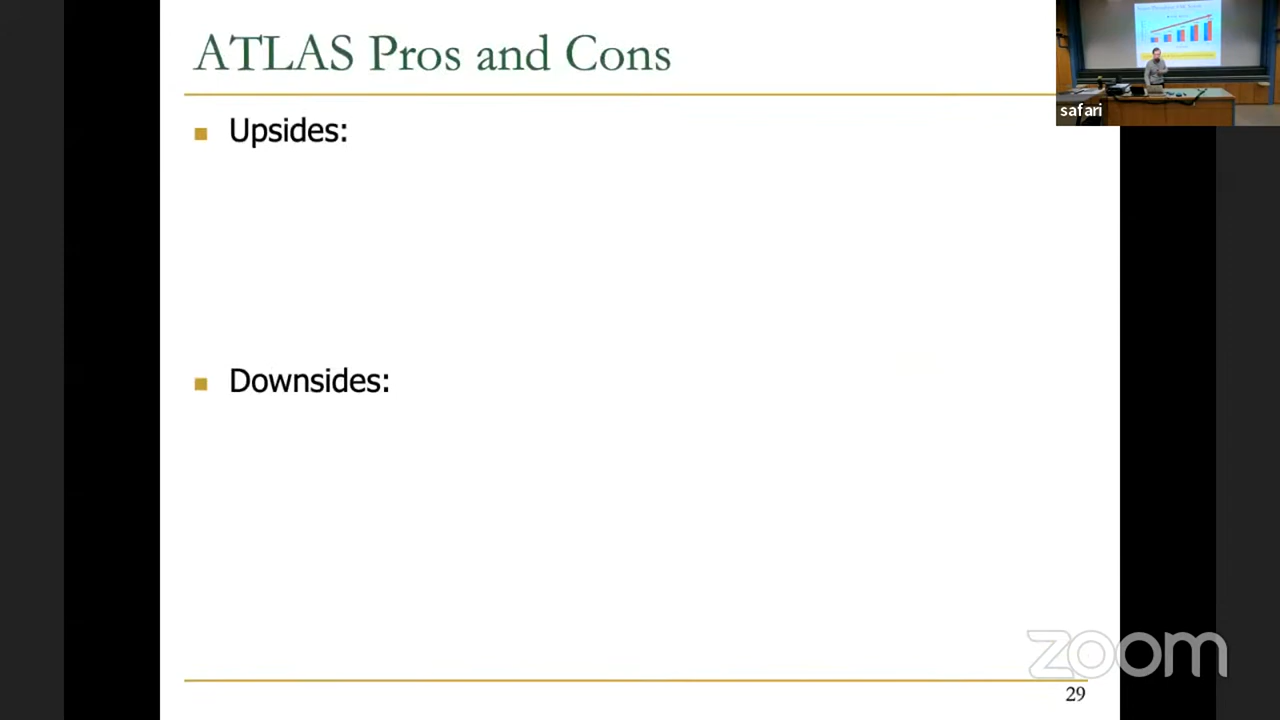 ATLAS Pros and Cons
safari
Upsides:
Downsides:
zoom
29